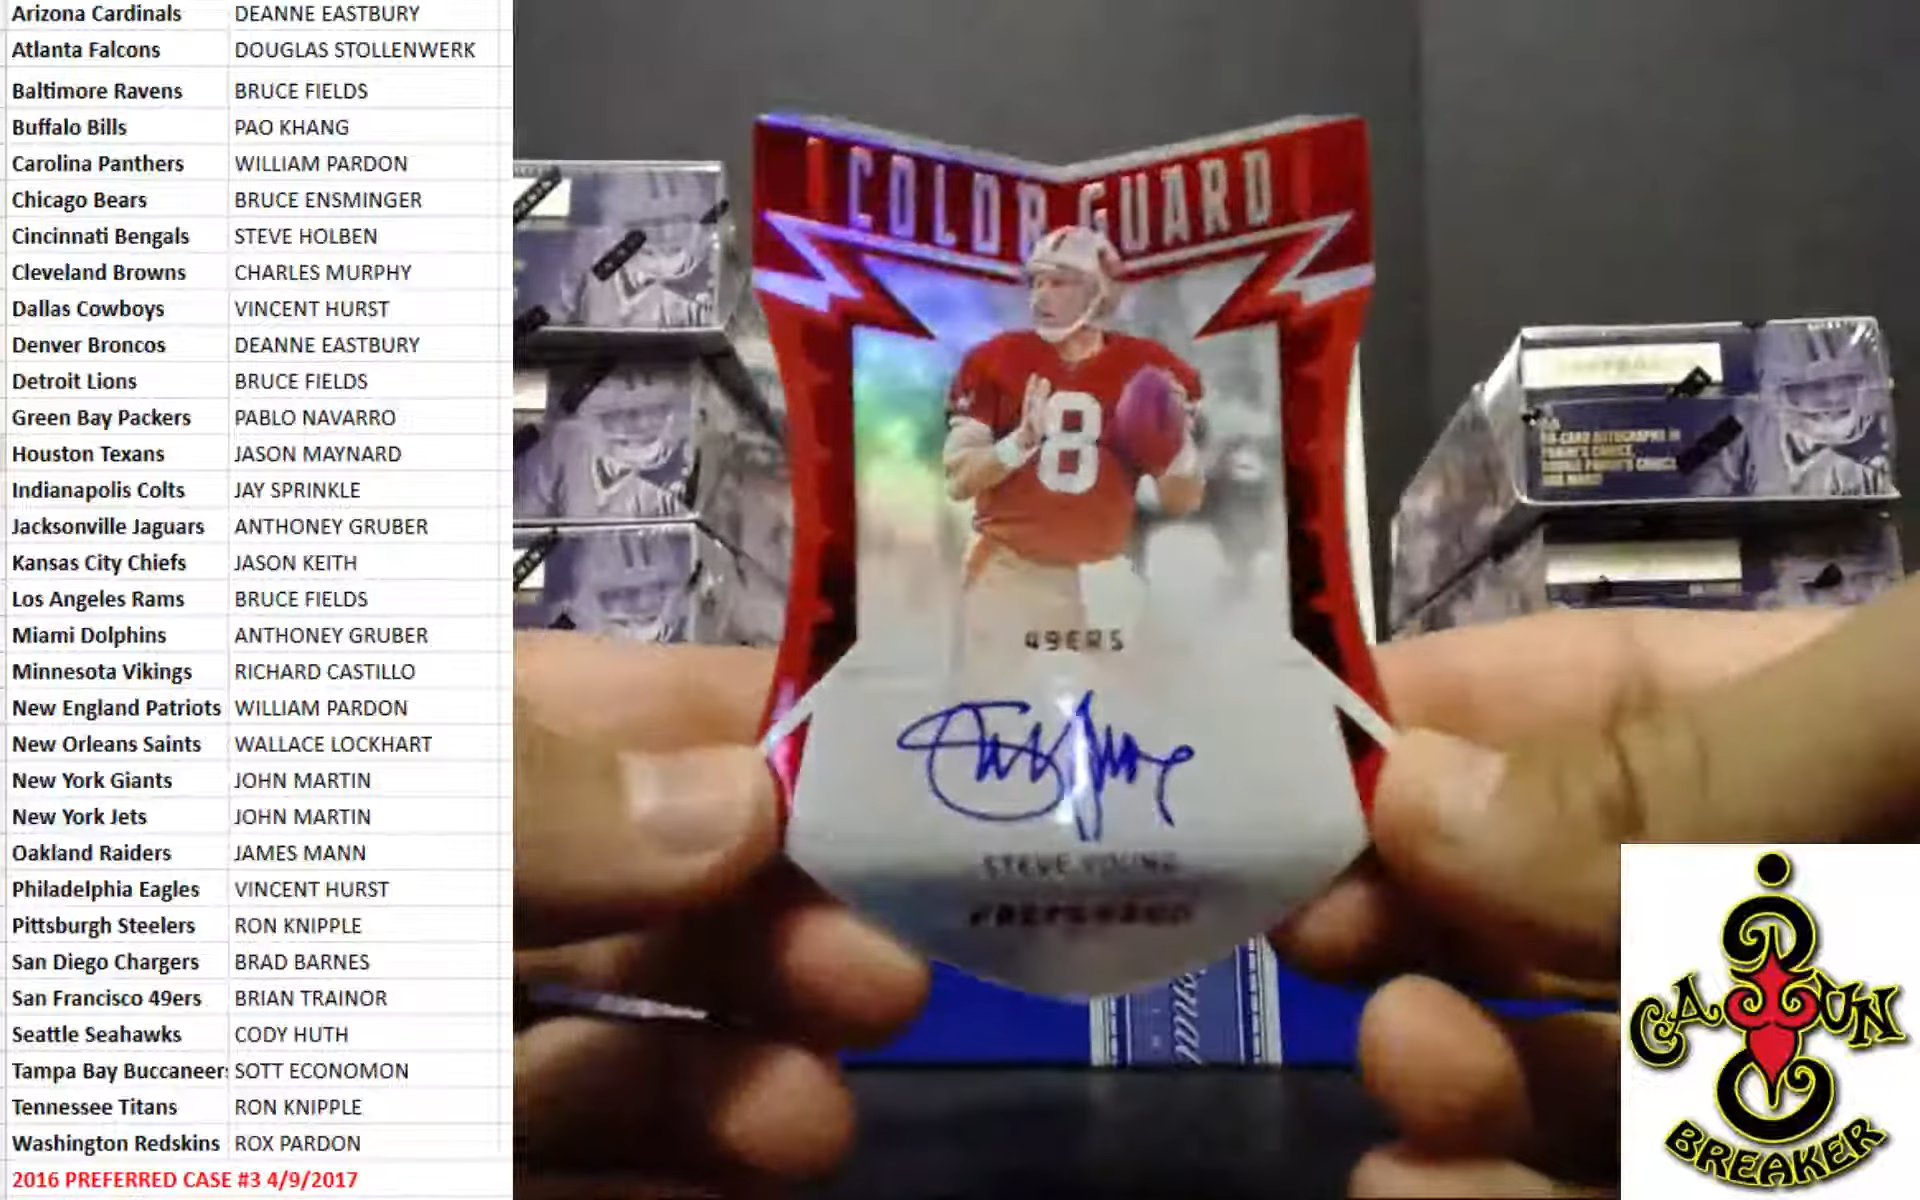 Arizona Cardinals DEANNE EASTBURY
Atlanta Falcons DOUGLAS STOLLENWERK
Baltimore Ravens BRUCE FIELDS
Buffalo Bills PAO KHANG
Carolina Panthers WILLIAM PARDON
Chicago Bears BRUCE ENSMINGER
Cincinnati Bengals STEVE HOLBEN
Cleveland Browns CHARLES MURPHY
Dallas Cowboys VINCENT HURST
Denver Broncos DEANNE EASTBURY
Detroit Lions BRUCE FIELDS
Green Bay Packers PABLO NAVARRO
Houston Texans JASON MAYNARD
Indianapolis Colts JAY SPRINKLE
Jacksonville Jaguars ANTHONEY GRUBER
Kansas City Chiefs JASON KEITH
Los Angeles Rams BRUCE FIELDS
Miami Dolphins ANTHONEY GRUBER
Minnesota Vikings RICHARD CASTILLO
New England Patriots WILLIAM PARDON
New Orleans Saints WALLACE LOCKHART
New York Giants JOHN MARTIN
New York Jets JOHN MARTIN
Oakland Raiders JAMES MANN
Philadelphia Eagles VINCENT HURST
Pittsburgh Steelers RON KNIPPLE
San Diego Chargers BRAD BARNES
San Francisco 49ers BRIAN TRAINOR
Seattle Seahawks CODY HUTH
Tampa Bay Buccaneer SOTT ECONOMON
Tennessee Titans RON KNIPPLE
Washington Redskins ROX PARDON
2016 PREFERRED CASE #3 4/9/2017
COLOR GUARD
8
49ERS
STEVE YOUNG
PREFERRED
CAJUN
BREAKER